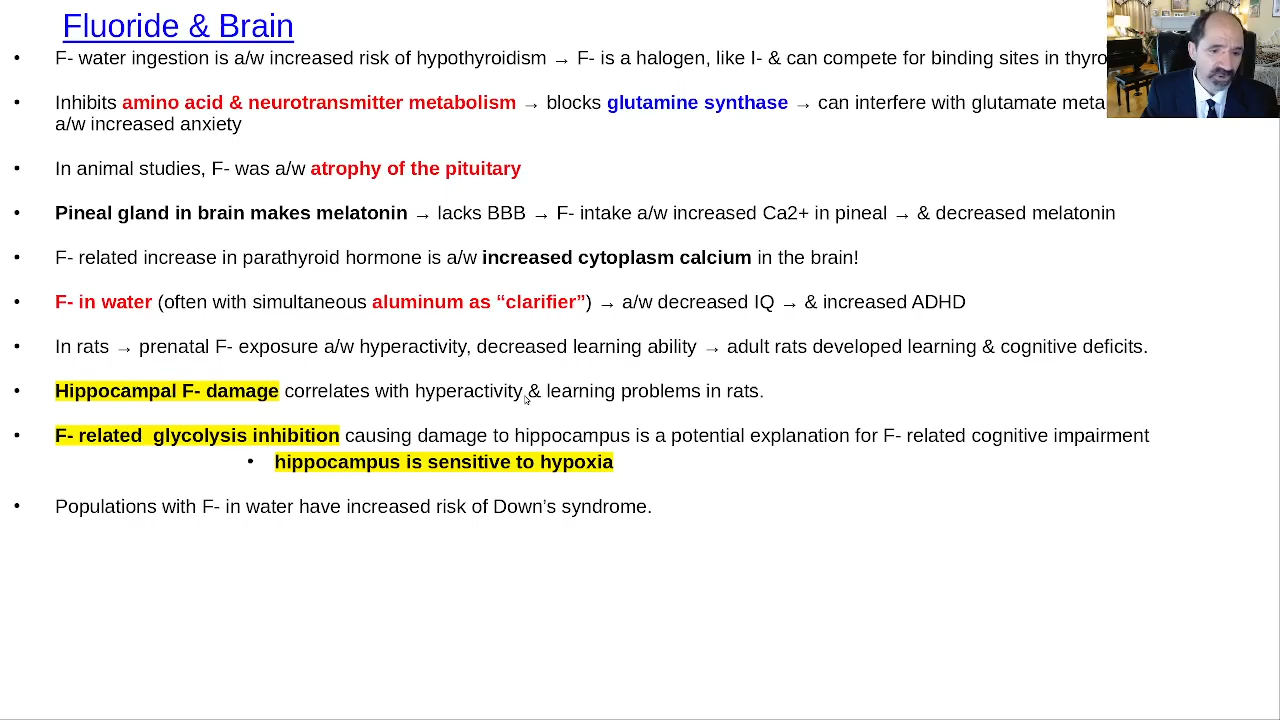 Fluoride & Brain
• F- water ingestion is a/w increased risk of hypothyroidism → F- is a halogen, like I- & can compete for binding sites in
• Inhibits amino acid & neurotransmitter metabolism → blocks glutamine synthase → can interfere with glutamate
a/w increased anxiety
• In animal studies, F- was a/w atrophy of the pituitary
• Pineal gland in brain makes melatonin → lacks BBB → F- intake a/w increased Ca2+ in pineal → & decreased melatonin
• F- related increase in parathyroid hormone is a/w increased cytoplasm calcium in the brain!
• F- in water (often with simultaneous aluminum as “clarifier”) → a/w decreased IQ → & increased ADHD
• In rats → prenatal F- exposure a/w hyperactivity, decreased learning ability → adult rats developed learning & cognitive deficits.
• Hippocampal F- damage correlates with hyperactivity & learning problems in rats.
• F- related  glycolysis inhibition causing damage to hippocampus is a potential explanation for F- related cognitive impairment
• hippocampus is sensitive to hypoxia
• Populations with F- in water have increased risk of Down’s syndrome.